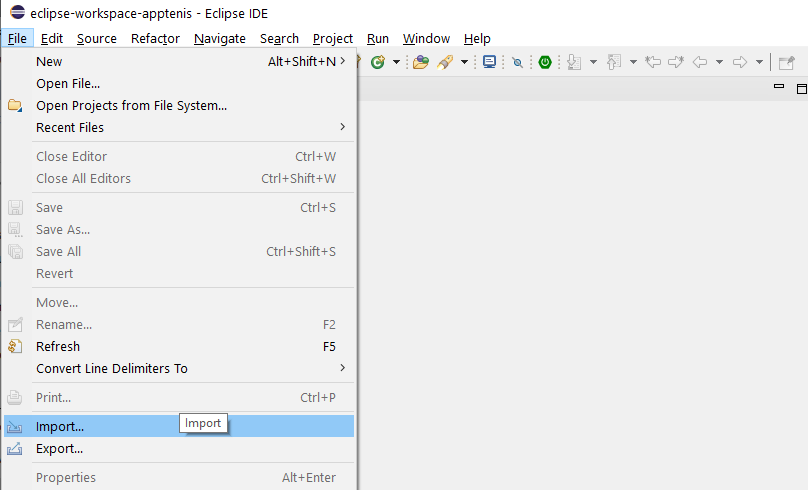 eclipse-workspace-apptenis - Eclipse IDE
File Edit Source Refactor Navigate Search Project Run Window Help
New Alt+Shift+N
Open File...
Open Projects from File System...
Recent Files
Close Editor Ctrl+W
Close All Editors Ctrl+Shift+W
Save Ctrl+S
Save As...
Save All Ctrl+Shift+S
Revert
Move...
Rename... F2
Refresh F5
Convert Line Delimiters To
Print... Ctrl+P
Import... Import
Export...
Properties Alt+Enter